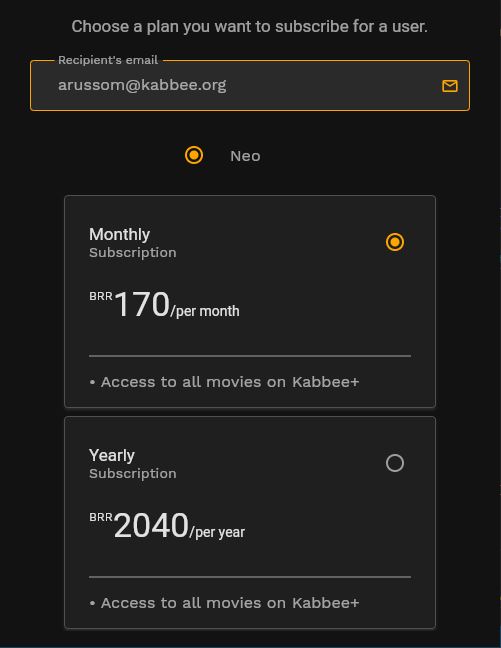 Choose a plan you want to subscribe for a user.
Recipient's email
arussom@kabbee.org
Neo
Monthly
Subscription
BRR170/per month
• Access to all movies on Kabbee+
Yearly
Subscription
BRR2040/per year
• Access to all movies on Kabbee+